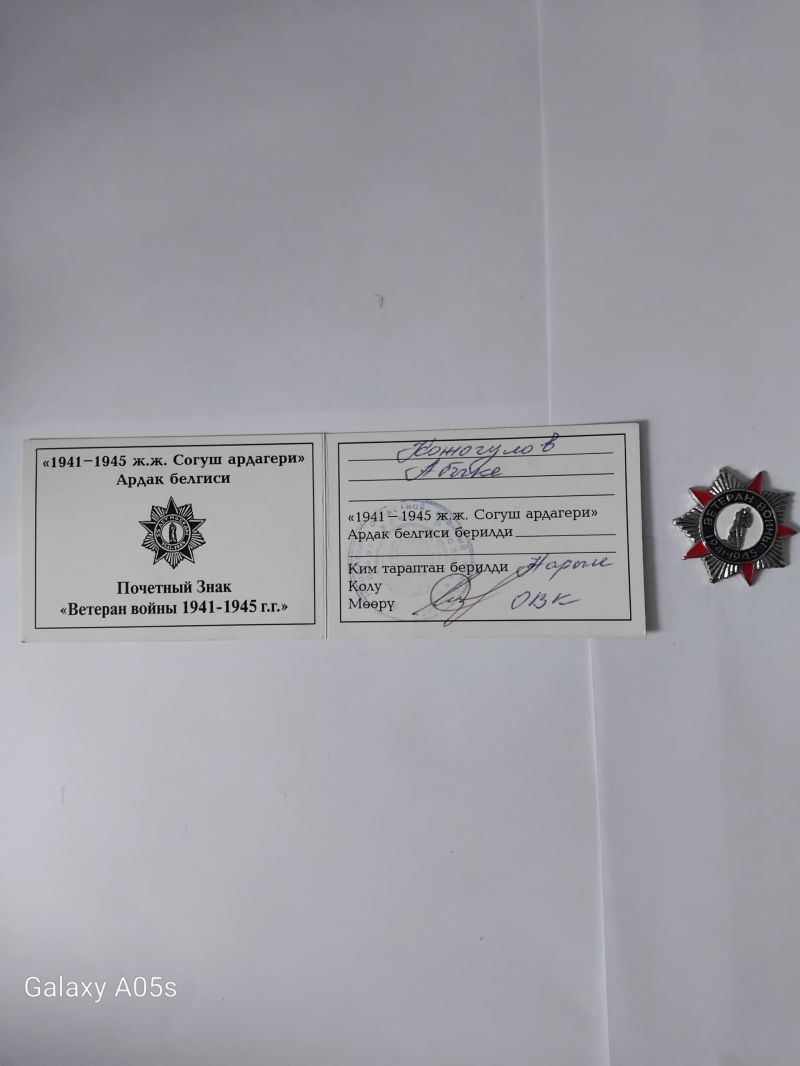 «1941–1945 ж.ж. Согуш ардагери»
Ардак белгиси
Почетный Знак
«Ветеран войны 1941-1945 г.г.»
Кожогулов
Абыке
«1941–1945 ж.ж. Согуш ардагери»
Ардак белгиси берилди
Ким тараптан берилди Нарын
Колу
Мөөрү ОВК
ВЕТЕРАН ВОЙНЫ
1941-1945
Galaxy A05s